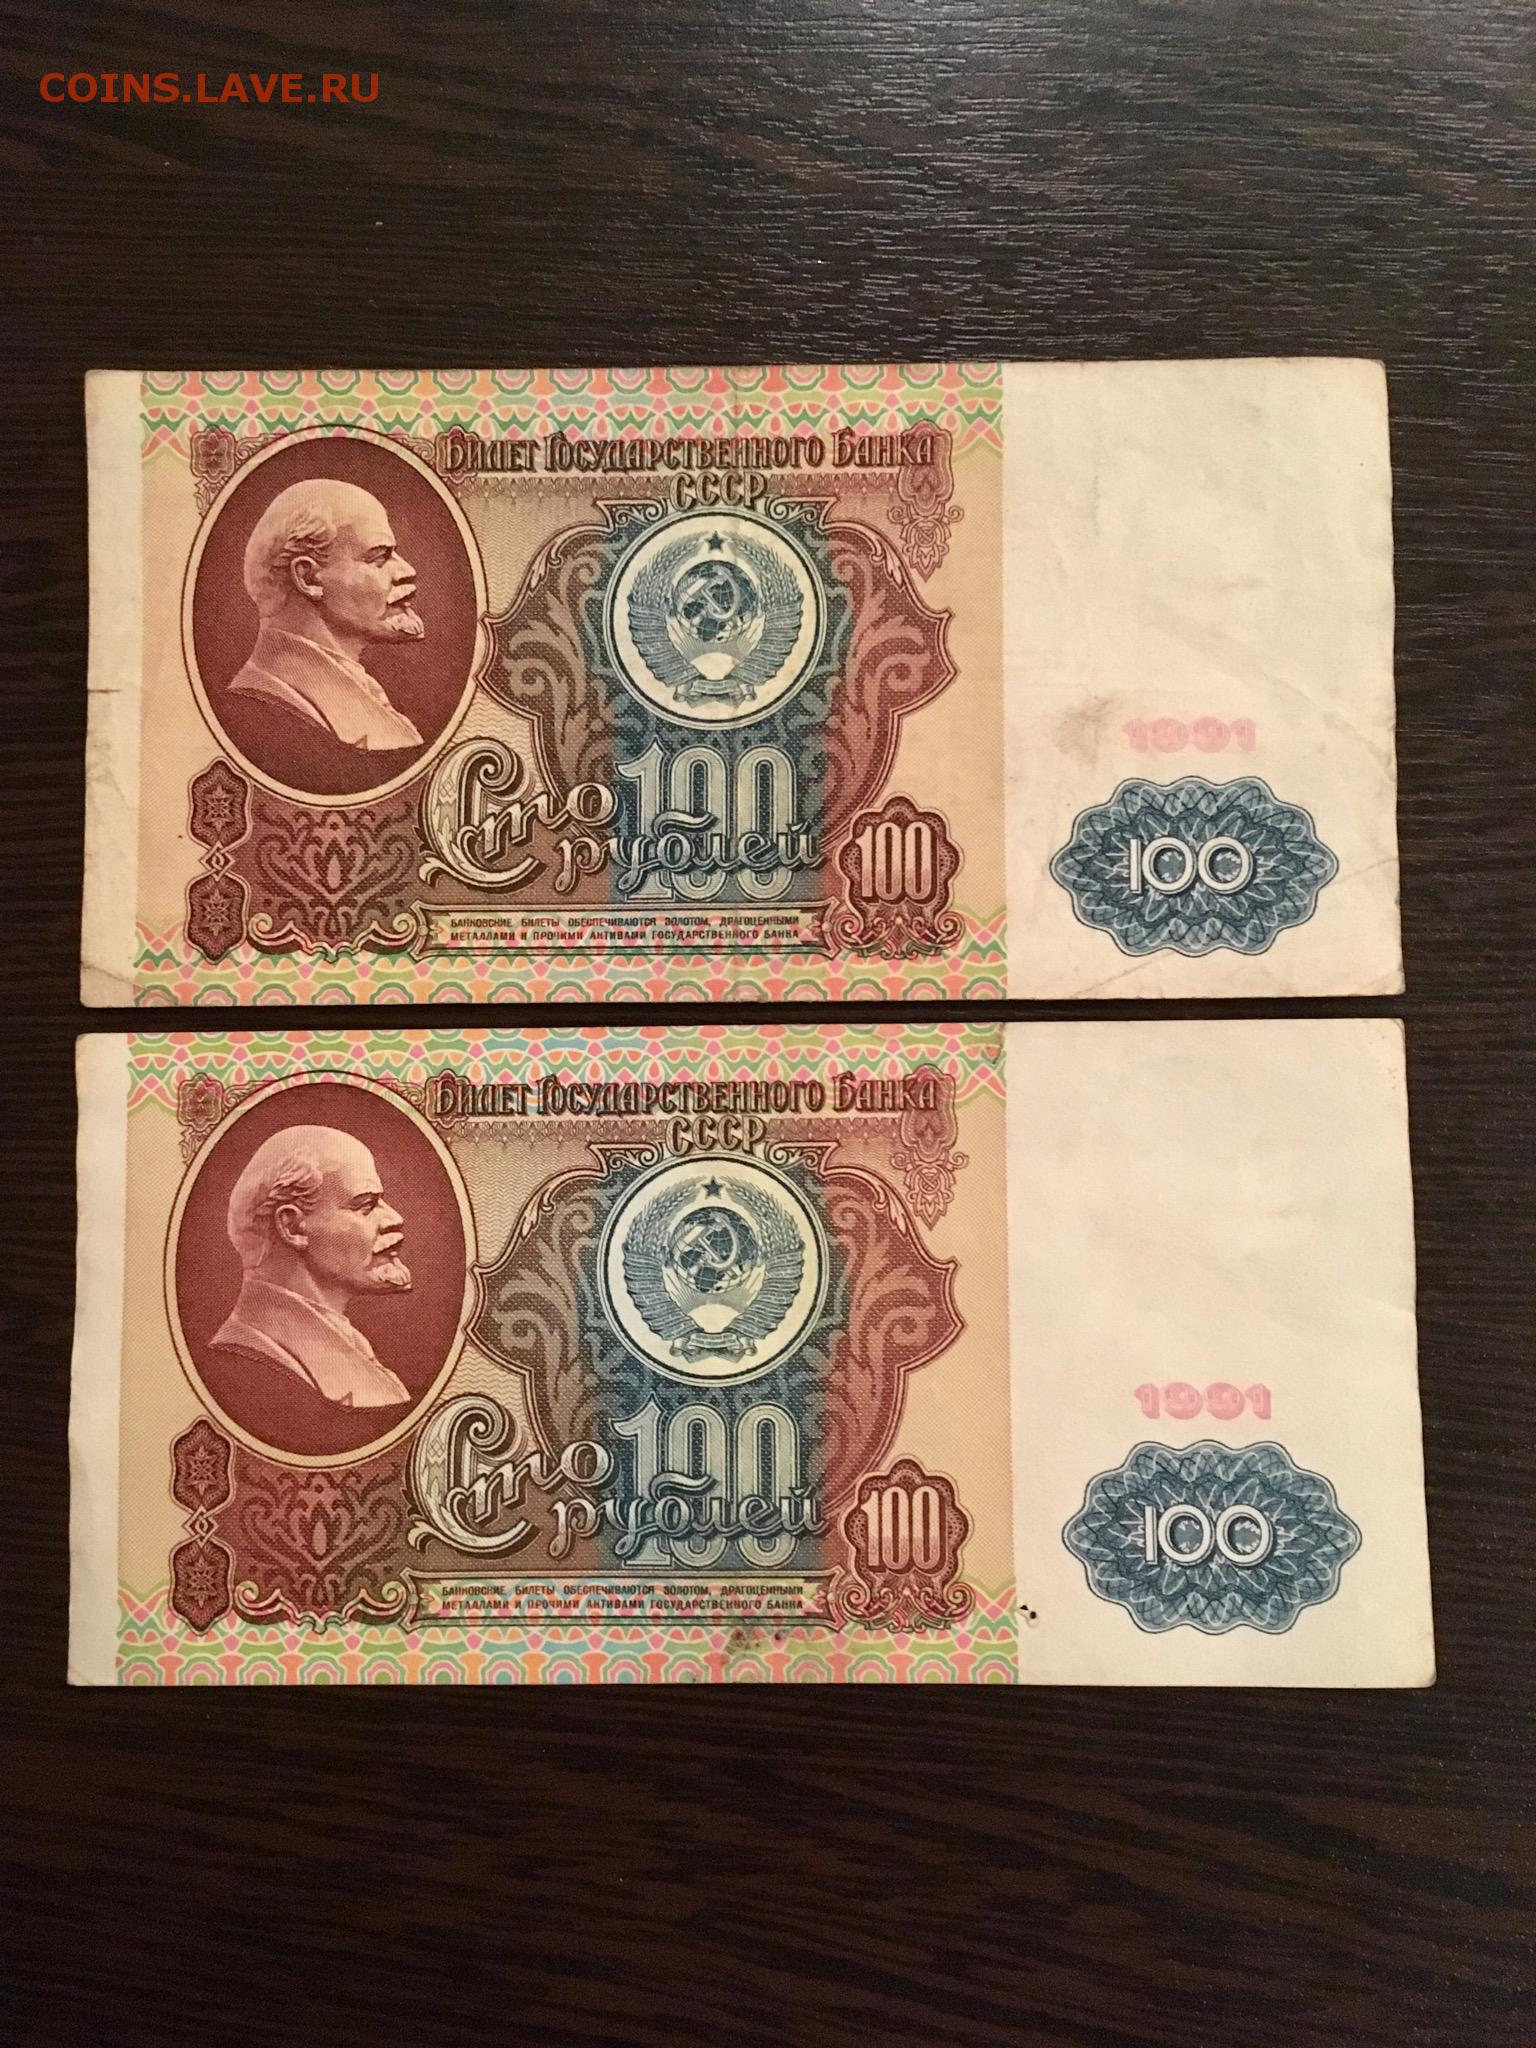 COINS.LAVE.RU
Билет Государственного Банка
СССР
1991
Сто 100
рублей
100
100
БАНКОВСКИЕ БИЛЕТЫ ОБЕСПЕЧИВАЮТСЯ ЗОЛОТОМ, ДРАГОЦЕННЫМИ
МЕТАЛЛАМИ И ПРОЧИМИ АКТИВАМИ ГОСУДАРСТВЕННОГО БАНКА
Билет Государственного Банка
СССР
1991
Сто 100
рублей
100
100
БАНКОВСКИЕ БИЛЕТЫ ОБЕСПЕЧИВАЮТСЯ ЗОЛОТОМ, ДРАГОЦЕННЫМИ
МЕТАЛЛАМИ И ПРОЧИМИ АКТИВАМИ ГОСУДАРСТВЕННОГО БАНКА